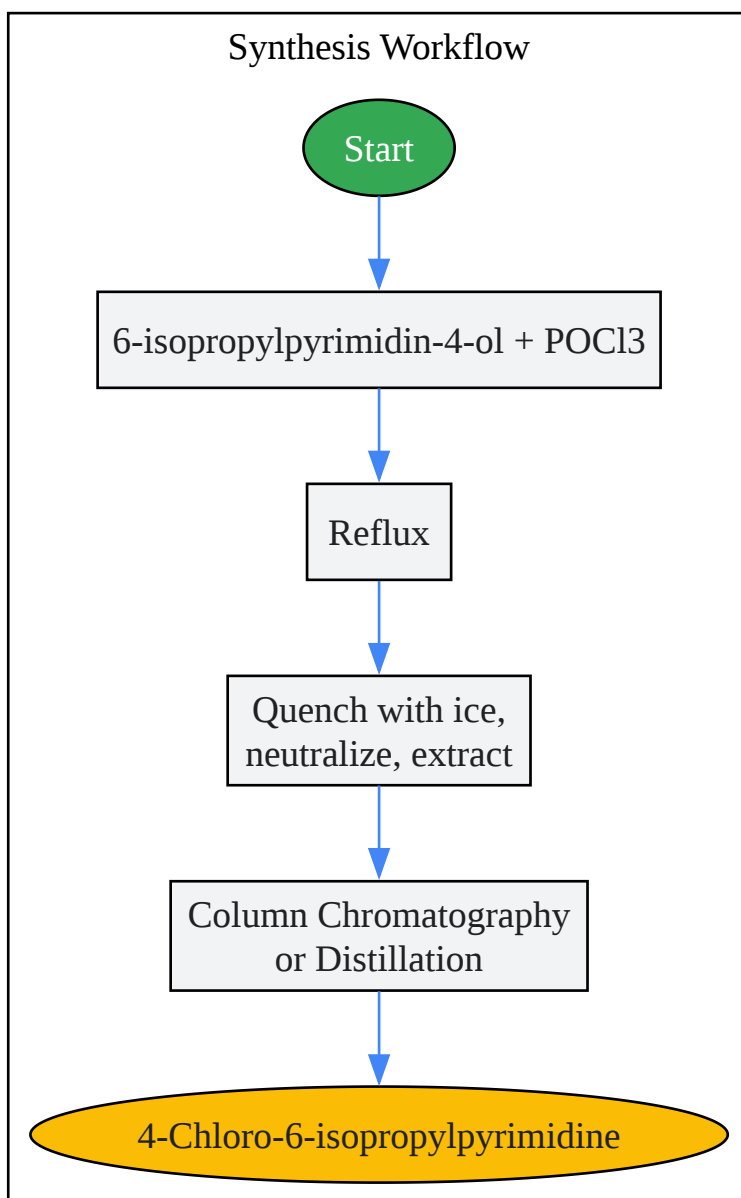 Synthesis Workflow
Start
6-isopropylpyrimidin-4-ol + POCl3
Reflux
Quench with ice,
neutralize, extract
Column Chromatography
or Distillation
4-Chloro-6-isopropylpyrimidine